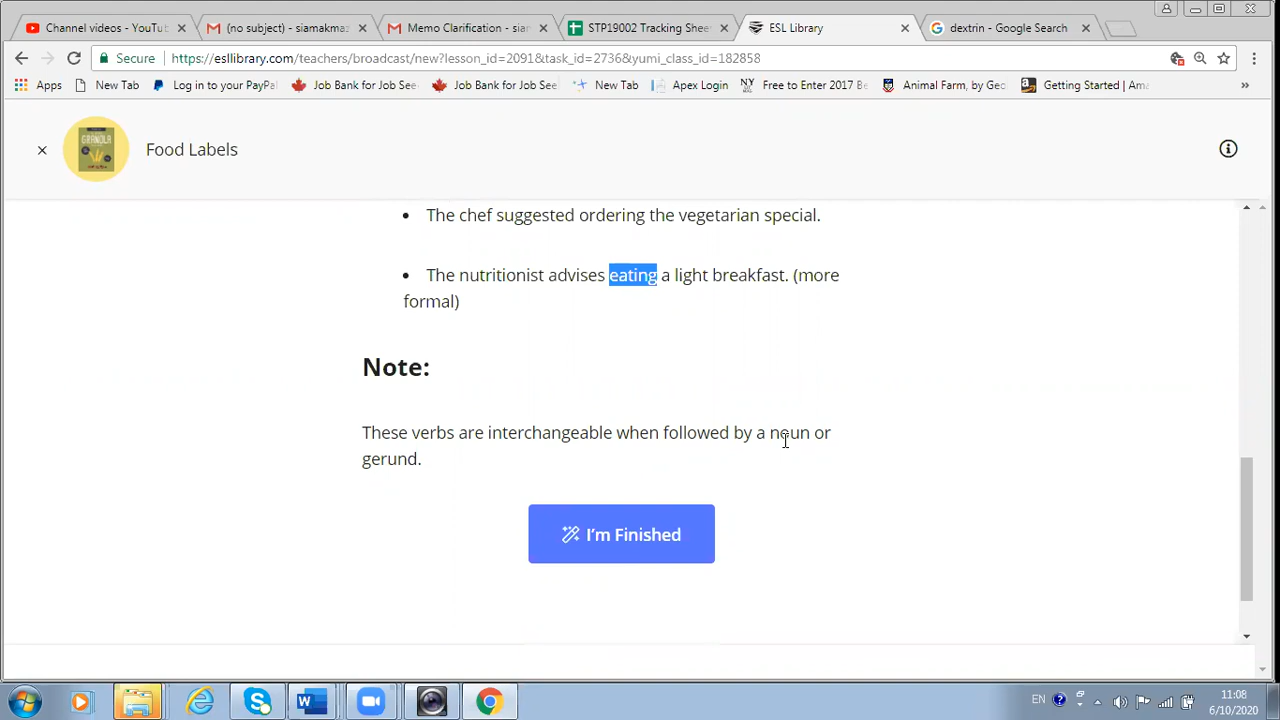 Channel videos - YouTub
(no subject) - siamakmaz
Memo Clarification - sian
STP19002 Tracking Shee
ESL Library
dextrin - Google Search
Secure
https://esllibrary.com/teachers/broadcast/new?lesson_id=2091&task_id=2736&yumi_class_id=182858
Apps
New Tab
Log in to your PayPal
Job Bank for Job See
Job Bank for Job See
New Tab
Apex Login
Free to Enter 2017 Be
Animal Farm, by Geo
Getting Started | Ama
»
GRANOLA
Food Labels
• The chef suggested ordering the vegetarian special.
• The nutritionist advises eating a light breakfast. (more
formal)
Note:
These verbs are interchangeable when followed by a noun or
gerund.
I’m Finished
EN
11:08
6/10/2020